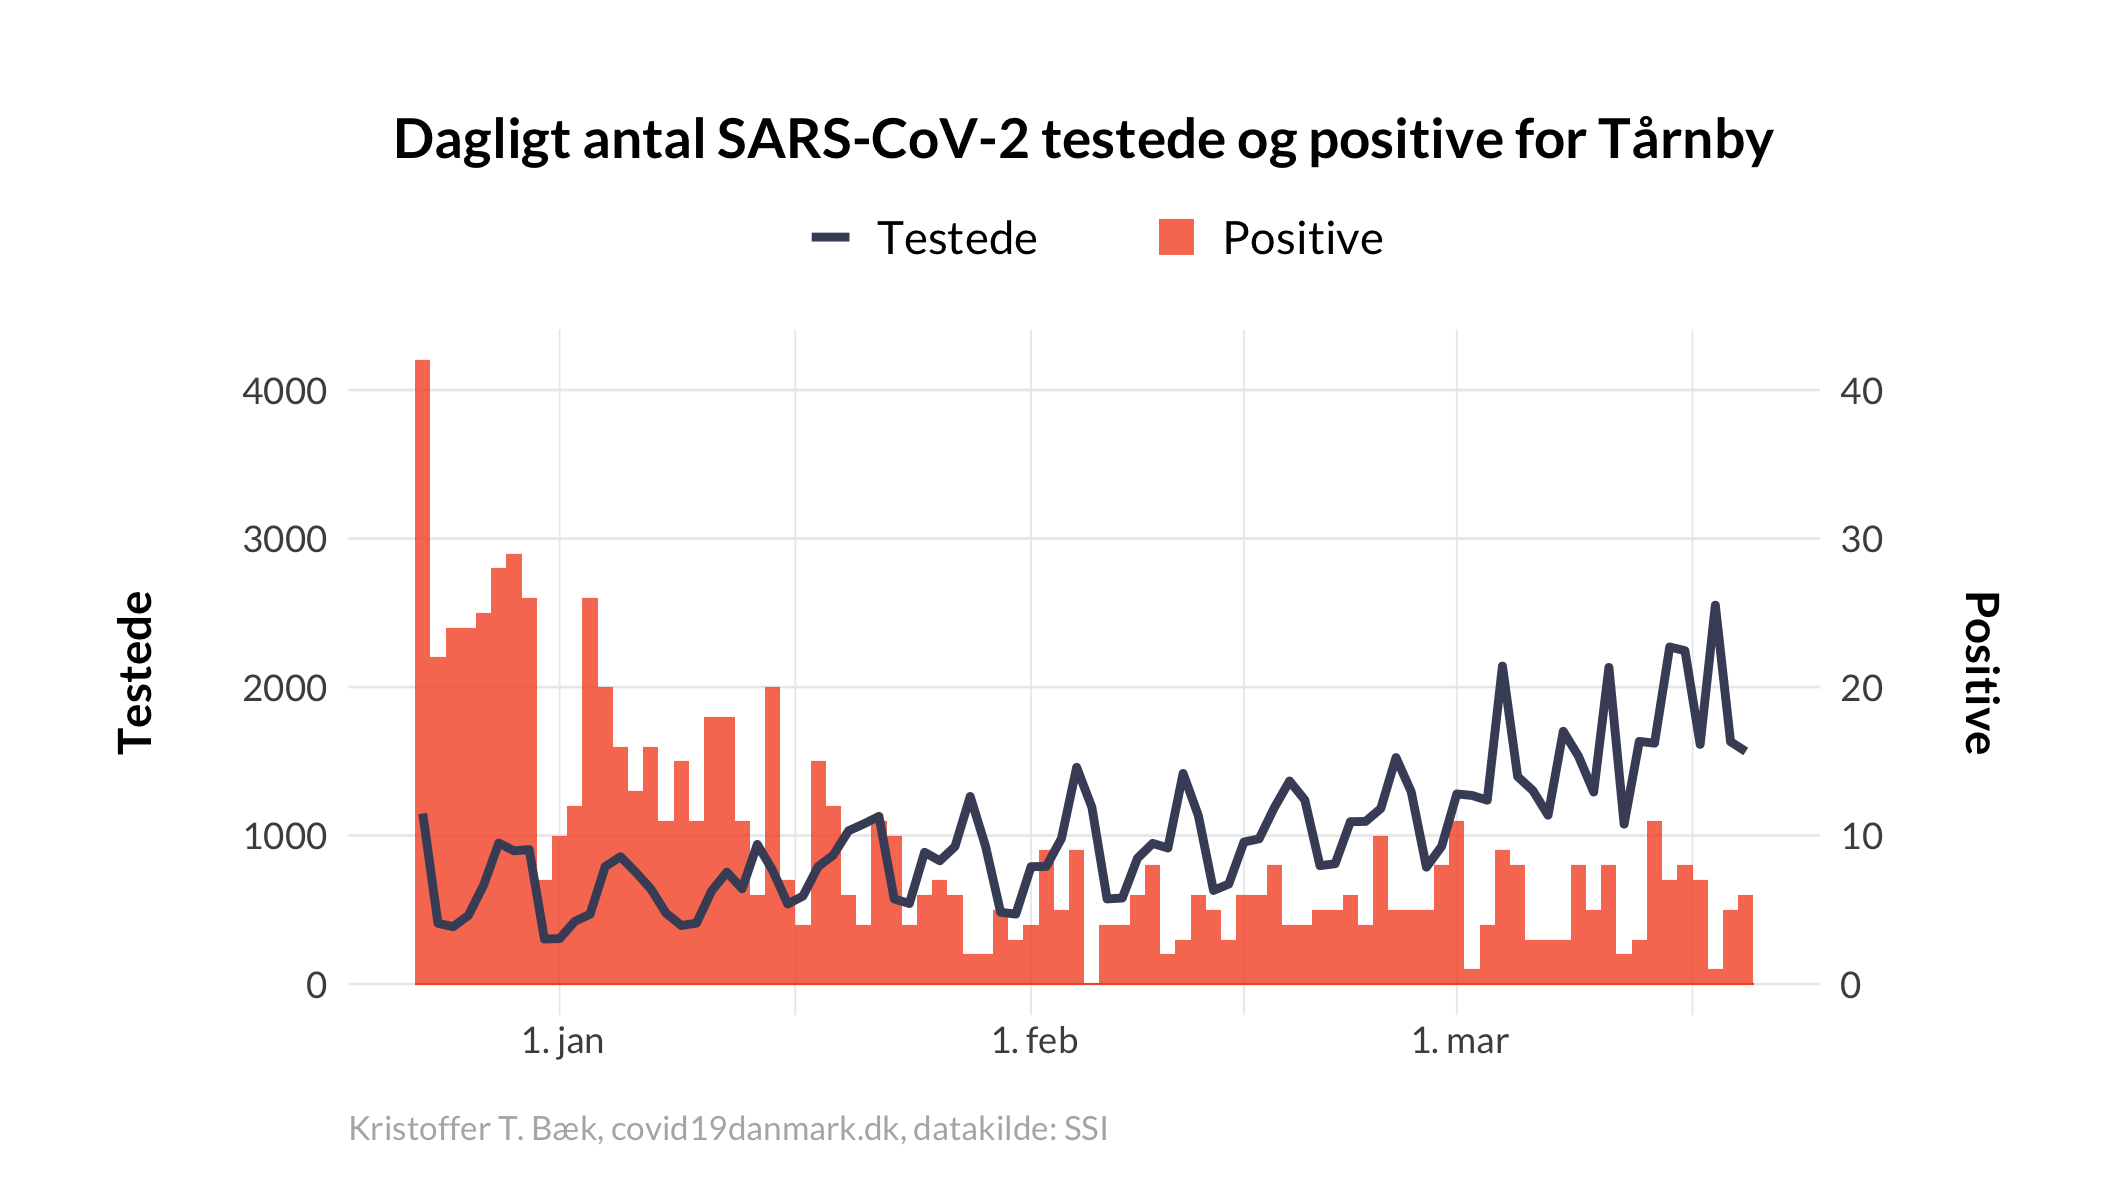 Dagligt antal SARS-CoV-2 testede og positive for Tårnby
Testede
Positive
4000
3000
2000
1000
0
Testede
40
30
20
10
0
Positive
1. jan
1. feb
1. mar
Kristoffer T. Bæk, covid19danmark.dk, datakilde: SSI